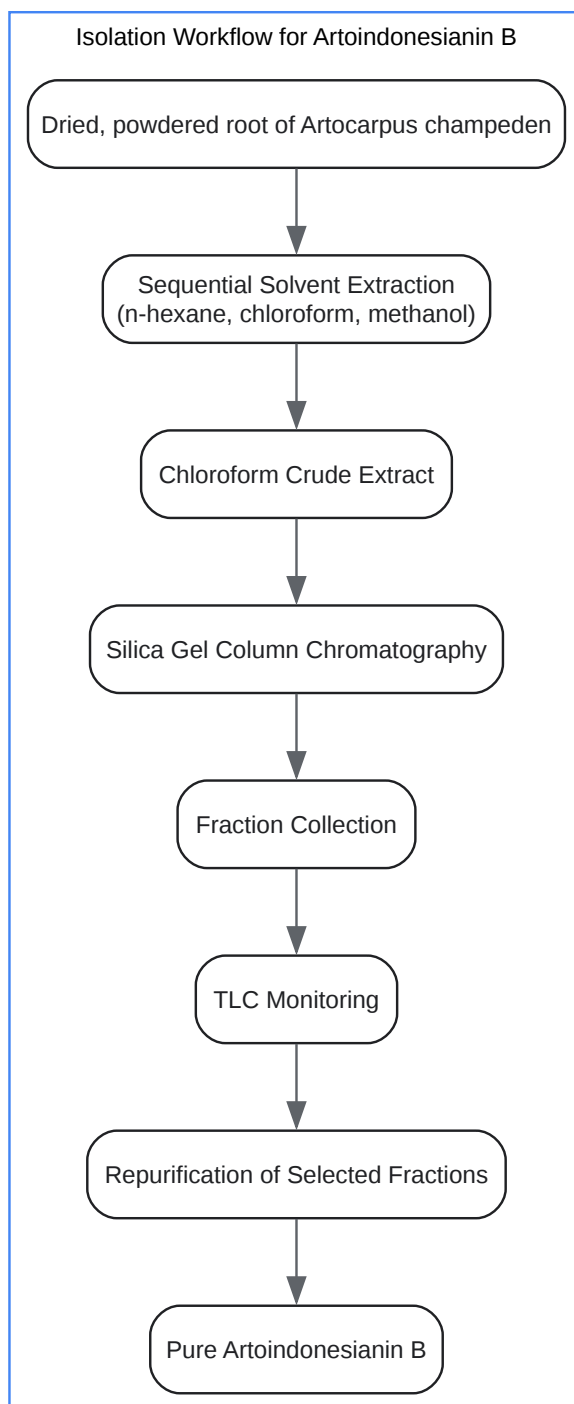 Isolation Workflow for Artoindonesianin B
Dried, powdered root of Artocarpus champeden
Sequential Solvent Extraction
(n-hexane, chloroform, methanol)
Chloroform Crude Extract
Silica Gel Column Chromatography
Fraction Collection
TLC Monitoring
Repurification of Selected Fractions
Pure Artoindonesianin B